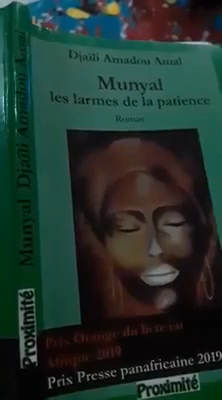 Djaïli Amadou Amal
Munyal
les larmes de la patience
Roman
Prix Orange du livre en
Afrique 2019
Prix Presse panafricaine 2019
Proximité
Munyal Djaïli Amadou Amal
Proximité